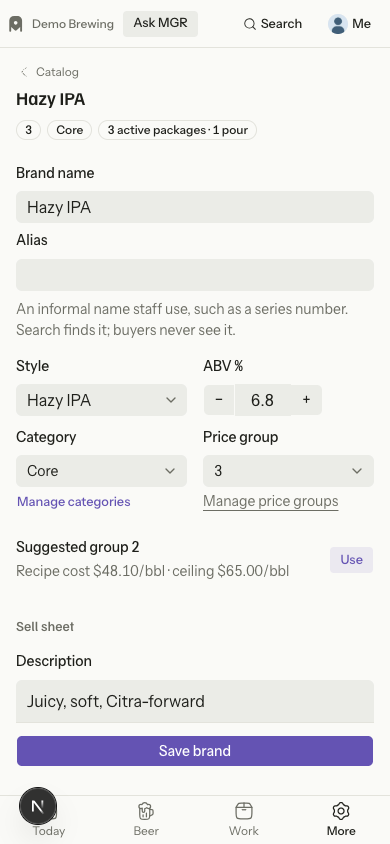 Demo Brewing
Ask MGR
Search
Me
Catalog
Hazy IPA
3
Core
3 active packages · 1 pour
Brand name
Hazy IPA
Alias
An informal name staff use, such as a series number.
Search finds it; buyers never see it.
Style
ABV %
Hazy IPA
− 6.8 +
Category
Price group
Core
3
Manage categories
Manage price groups
Suggested group 2
Recipe cost $48.10/bbl · ceiling $65.00/bbl
Use
Sell sheet
Description
Juicy, soft, Citra-forward
Save brand
N
Today
Beer
Work
More